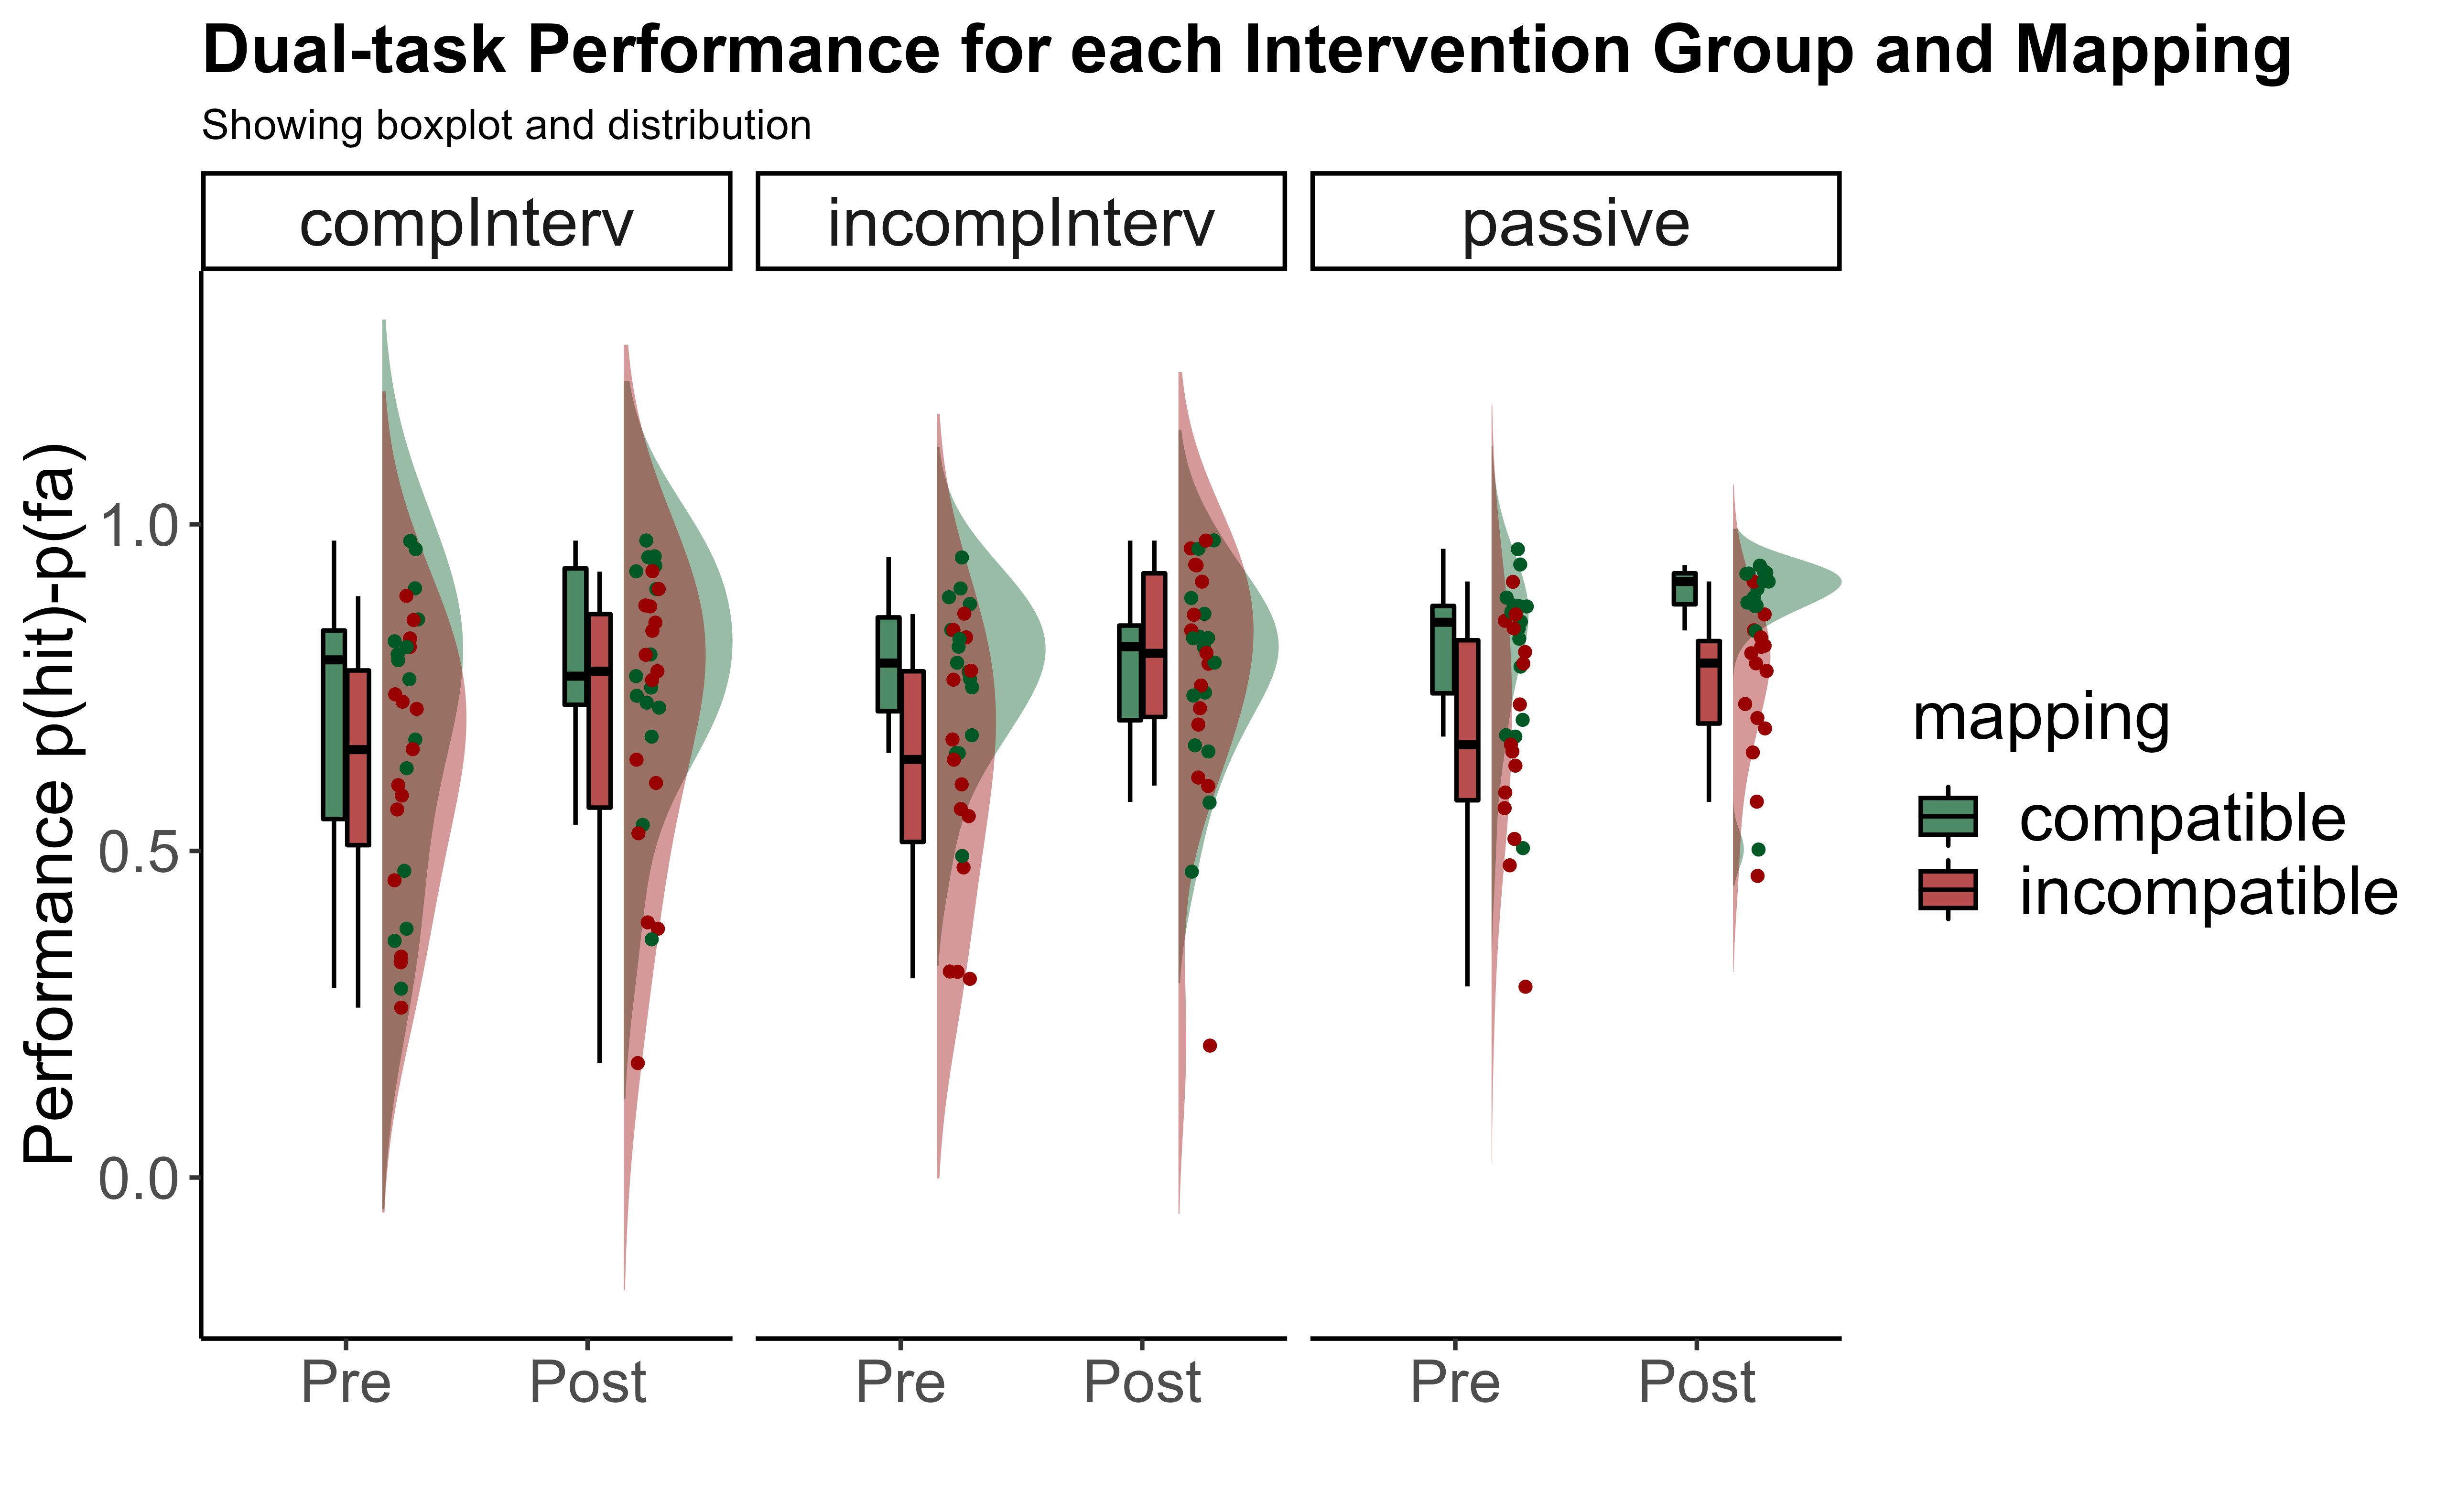 Dual-task Performance for each Intervention Group and Mapping
Showing boxplot and distribution
compInterv incompInterv passive
Performance p(hit)-p(fa)
1.0
0.5
0.0
Pre Post Pre Post Pre Post
mapping
compatible
incompatible